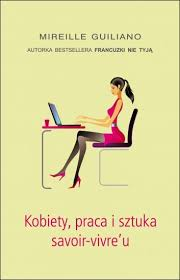 MIREILLE GUILIANO
AUTORKA BESTSELLERA FRANCUZKI NIE TYJĄ
Kobiety, praca i sztuka
savoir-vivre'u